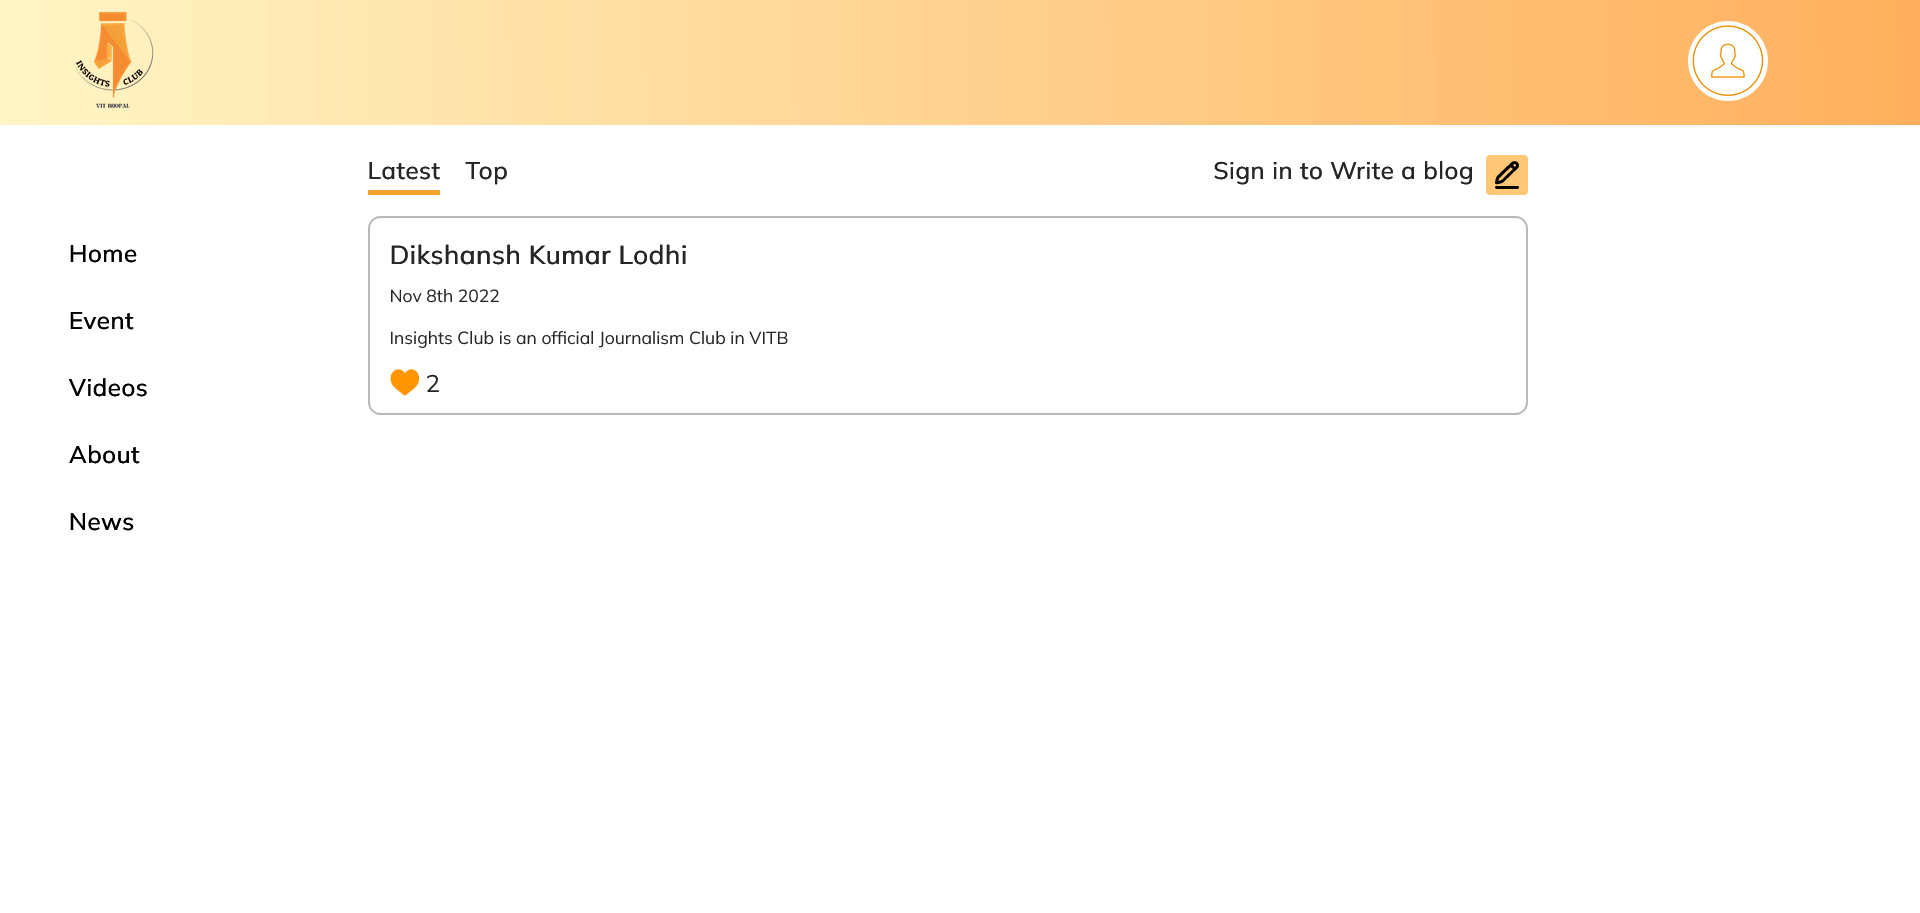 INSIGHTS CLUB
VIT BHOPAL
Latest Top Sign in to Write a blog
Home
Event
Videos
About
News
Dikshansh Kumar Lodhi
Nov 8th 2022
Insights Club is an official Journalism Club in VITB
2